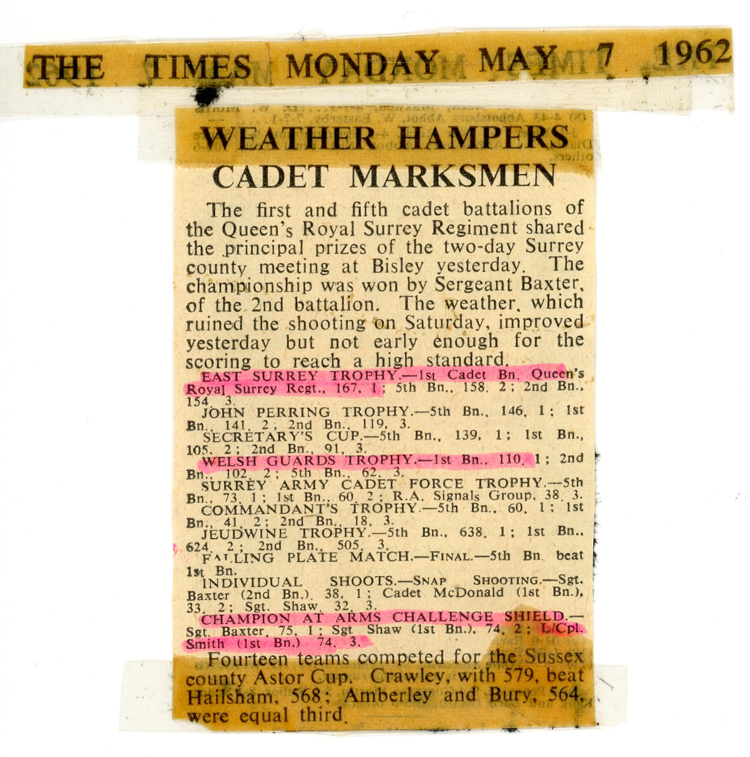 THE TIMES MONDAY MAY 7 1962
WEATHER HAMPERS
CADET MARKSMEN
The first and fifth cadet battalions of
the Queen's Royal Surrey Regiment shared
the principal prizes of the two-day Surrey
county meeting at Bisley yesterday. The
championship was won by Sergeant Baxter,
of the 2nd battalion. The weather, which
ruined the shooting on Saturday, improved
yesterday but not early enough for the
scoring to reach a high standard.
EAST SURREY TROPHY.—1st Cadet Bn. Queen's
Royal Surrey Regt., 167, 1; 5th Bn., 158, 2; 2nd Bn.,
154, 3.
JOHN PERRING TROPHY.—5th Bn., 146, 1; 1st
Bn., 141, 2; 2nd Bn., 119, 3.
SECRETARY'S CUP.—5th Bn., 139, 1; 1st Bn.,
105, 2; 2nd Bn., 91, 3.
WELSH GUARDS TROPHY.—1st Bn., 110, 1; 2nd
Bn., 102, 2; 5th Bn., 62, 3.
SURREY ARMY CADET FORCE TROPHY.—5th
Bn., 73, 1; 1st Bn., 60, 2; R.A. Signals Group, 38, 3.
COMMANDANT'S TROPHY.—5th Bn., 60, 1; 1st
Bn., 41, 2; 2nd Bn., 18, 3.
JEUDWINE TROPHY.—5th Bn., 638, 1; 1st Bn.,
624, 2; 2nd Bn., 505, 3.
FALLING PLATE MATCH.—FINAL.—5th Bn. beat
1st Bn.
INDIVIDUAL SHOOTS.—SNAP SHOOTING.—Sgt.
Baxter (2nd Bn.), 38, 1; Cadet McDonald (1st Bn.),
33, 2; Sgt. Shaw, 32, 3.
CHAMPION AT ARMS CHALLENGE SHIELD.—
Sgt. Baxter, 75, 1; Sgt Shaw (1st Bn.), 74, 2; L/Cpl.
Smith (1st Bn.) 74, 3.
Fourteen teams competed for the Sussex
county Astor Cup. Crawley, with 579, beat
Hailsham, 568; Amberley and Bury, 564,
were equal third.